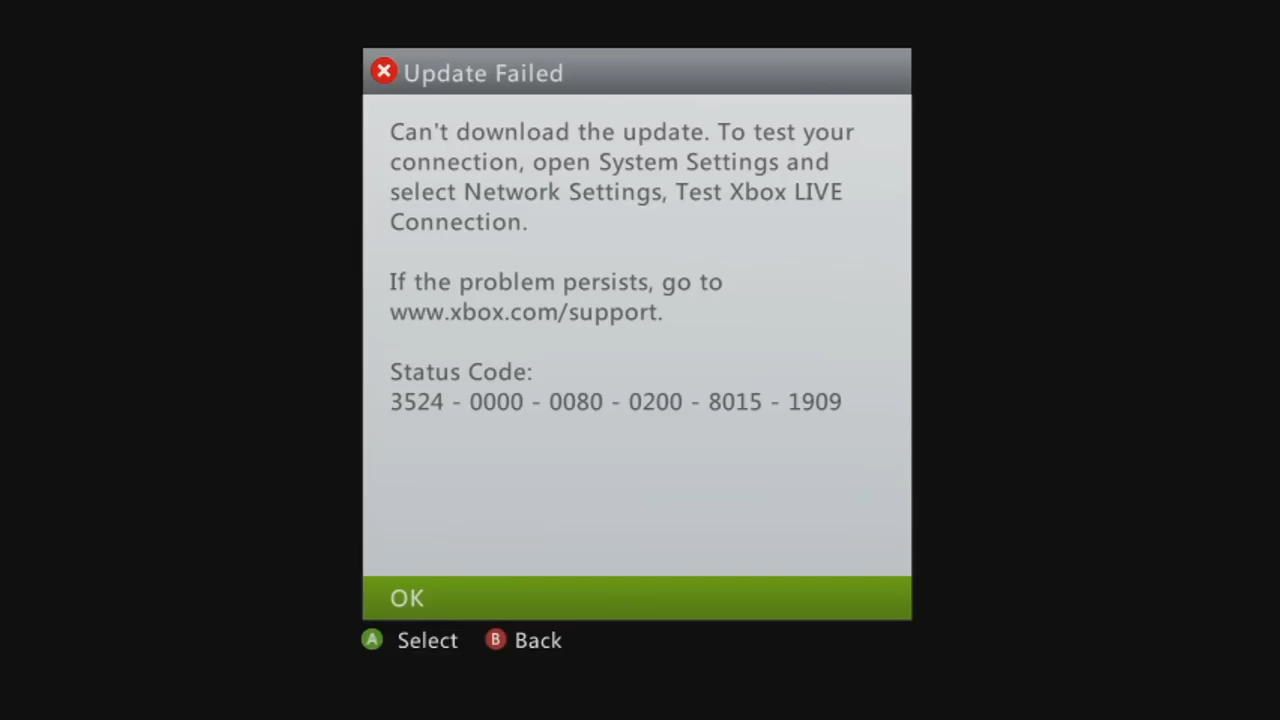 Update Failed
Can't download the update. To test your
connection, open System Settings and
select Network Settings, Test Xbox LIVE
Connection.
If the problem persists, go to
www.xbox.com/support.
Status Code:
3524 - 0000 - 0080 - 0200 - 8015 - 1909
OK
A Select B Back